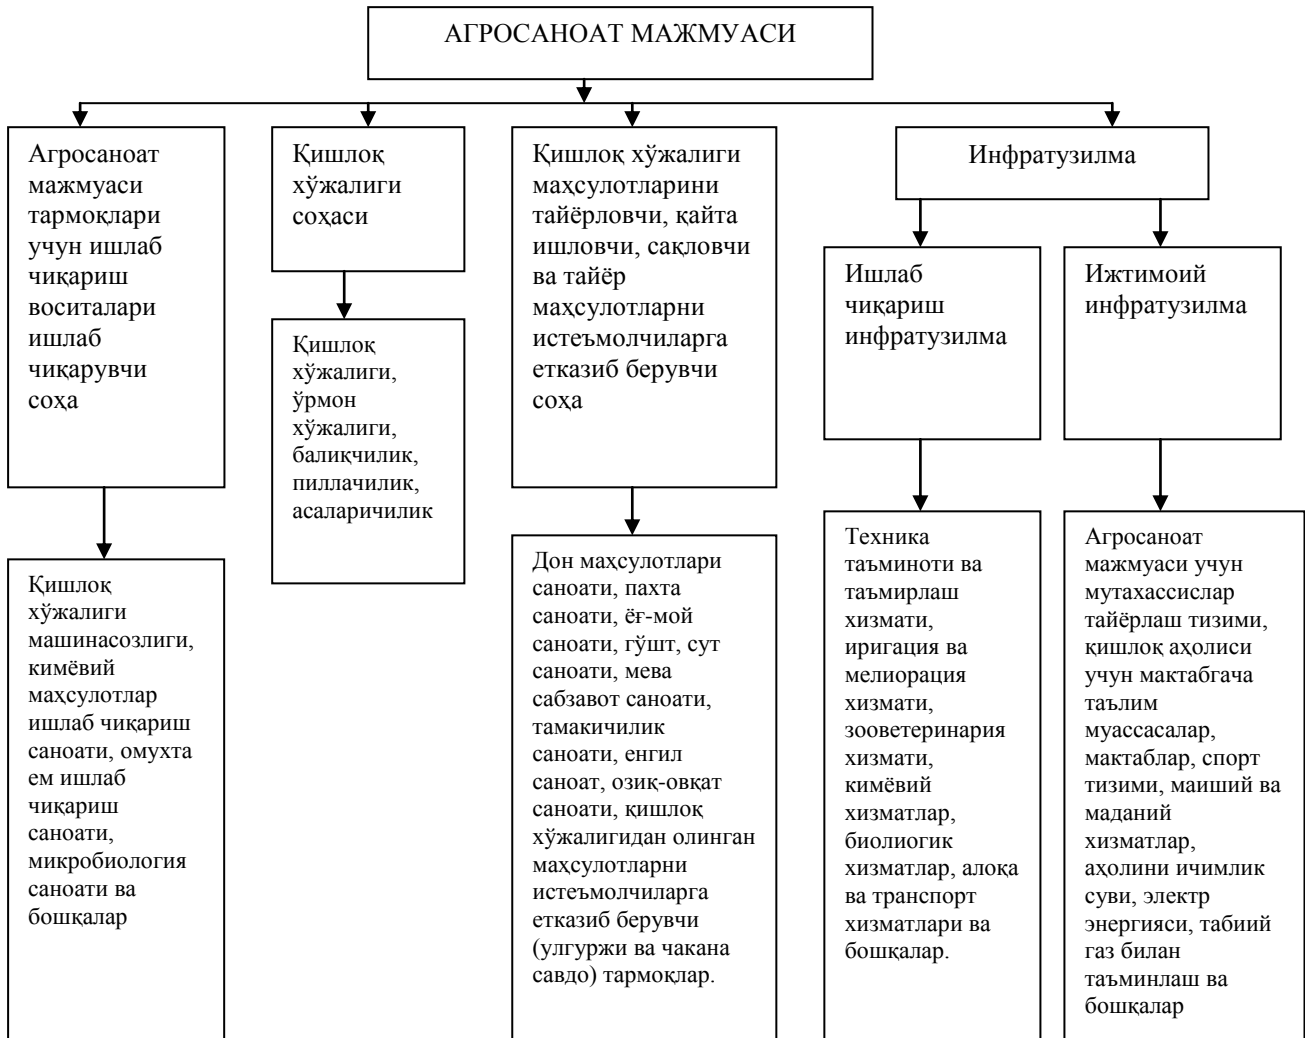 АГРОСАНОАТ МАЖМУАСИ
Агросаноат
мажмуаси
тармоқлари
учун ишлаб
чиқариш
воситалари
ишлаб
чиқарувчи
соҳа
Қишлоқ
хўжалиги
соҳаси
Қишлоқ хўжалиги
маҳсулотларини
тайёрловчи, қайта
ишловчи, сақловчи
ва тайёр
маҳсулотларни
истеъмолчиларга
етказиб берувчи
соҳа
Инфратузилма
Ишлаб
чиқариш
инфратузилма
Ижтимоий
инфратузилма
Қишлоқ
хўжалиги
машинасозлиги,
кимёвий
маҳсулотлар
ишлаб чиқариш
саноати, омухта
ем ишлаб
чиқариш
саноати,
микробиология
саноати ва
бошқалар
Қишлоқ
хўжалиги,
ўрмон
хўжалиги,
балиқчилик,
пиллачилик,
асаларичилик
Дон маҳсулотлари
саноати, пахта
саноати, ёғ-мой
саноати, гўшт, сут
саноати, мева
сабзавот саноати,
тамакичилик
саноати, енгил
саноат, озиқ-овқат
саноати, қишлоқ
хўжалигидан олинган
маҳсулотларни
истеъмолчиларга
етказиб берувчи
(улгуржи ва чакана
савдо) тармоқлар.
Техника
таъминоти ва
таъмирлаш
хизмати,
иригация ва
мелиорация
хизмати,
зооветеринария
хизмати,
кимёвий
хизматлар,
биолиогик
хизматлар, алоқа
ва транспорт
хизматлари ва
бошқалар.
Агросаноат
мажмуаси учун
мутахассислар
тайёрлаш тизими,
қишлоқ аҳолиси
учун мактабгача
таълим
муассасалар,
мактаблар, спорт
тизими, маиший ва
маданий
хизматлар,
аҳолини ичимлик
суви, электр
энергияси, табиий
газ билан
таъминлаш ва
бошқалар